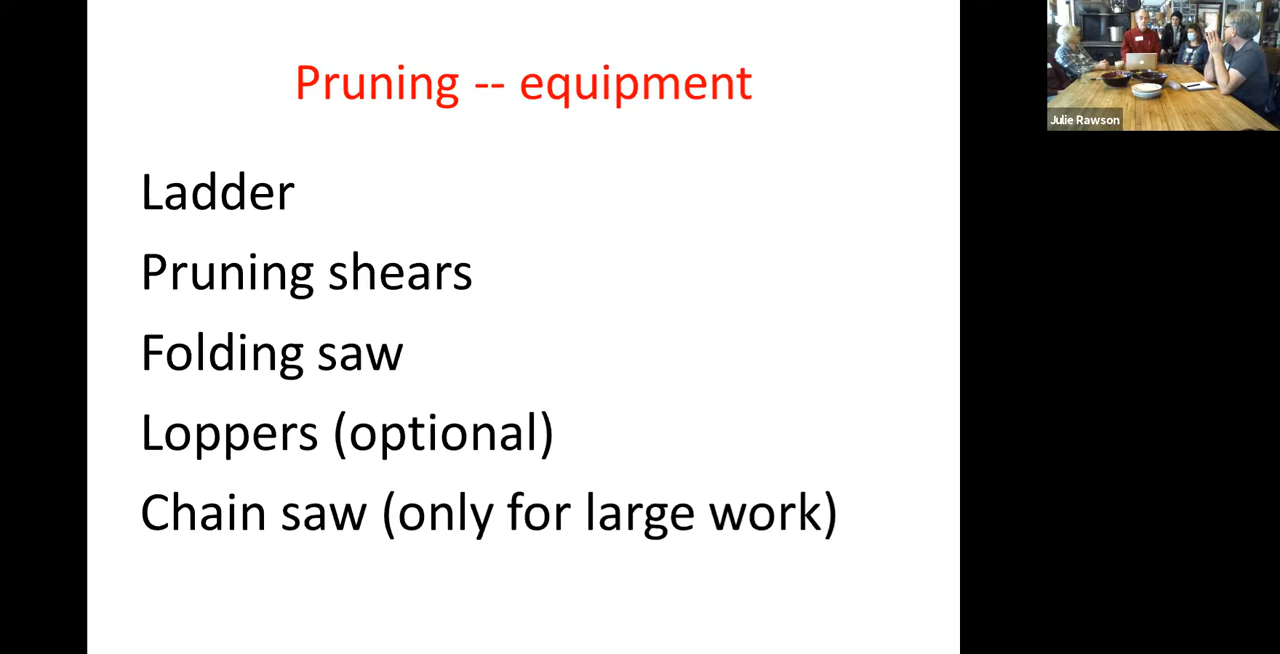 Pruning -- equipment
Ladder
Pruning shears
Folding saw
Loppers (optional)
Chain saw (only for large work)
Julie Rawson